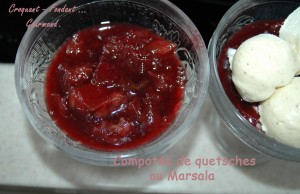 Croquant - Fondant ...
Gourmand.
Compotée de quetsches
au Marsala